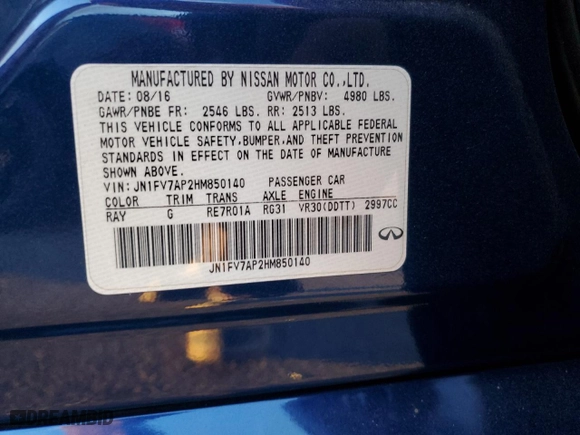 MANUFACTURED BY NISSAN MOTOR CO.,LTD.
DATE: 08/16 GVWR/PNBV: 4980 LBS.
GAWR/PNBE FR: 2546 LBS. RR: 2513 LBS.
THIS VEHICLE CONFORMS TO ALL APPLICABLE FEDERAL
MOTOR VEHICLE SAFETY,BUMPER,AND THEFT PREVENTION
STANDARDS IN EFFECT ON THE DATE OF MANUFACTURE
SHOWN ABOVE.
VIN: JN1FV7AP2HM850140 PASSENGER CAR
COLOR TRIM TRANS AXLE ENGINE
RAY G RE7R01A RG31 VR30(DDTT) 2997CC
JN1FV7AP2HM850140
DREAMBID